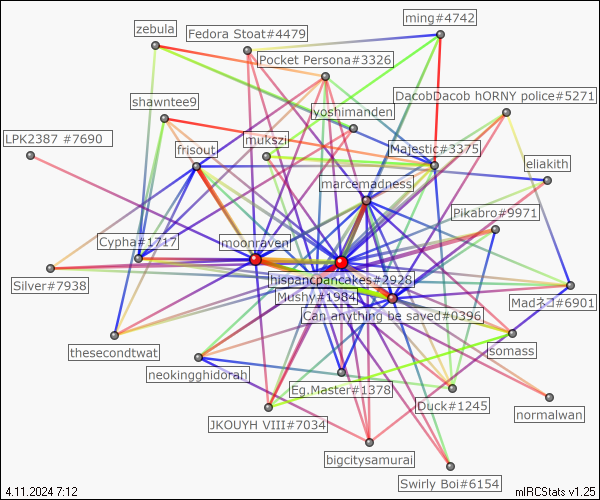 ming#4742
zebula
Fedora Stoat#4479
Pocket Persona#3326
DacobDacob hORNY police#5271
shawntee9
yoshimanden
LPK2387 #7690
mukszi
frisout
Majestic#3375
eliakith
marcemadness
Pikabro#9971
Cypha#1717
moonraven
hispancpancakes#2928
Silver#7938
Mushy#1984
Madネコ#6901
Can anything be saved#0396
thesecondtwat
somass
neokingghidorah
Eg.Master#1378
Duck#1245
normalwan
JKOUYH VIII#7034
bigcitysamurai
Swirly Boi#6154
4.11.2024 7:12
mIRCStats v1.25